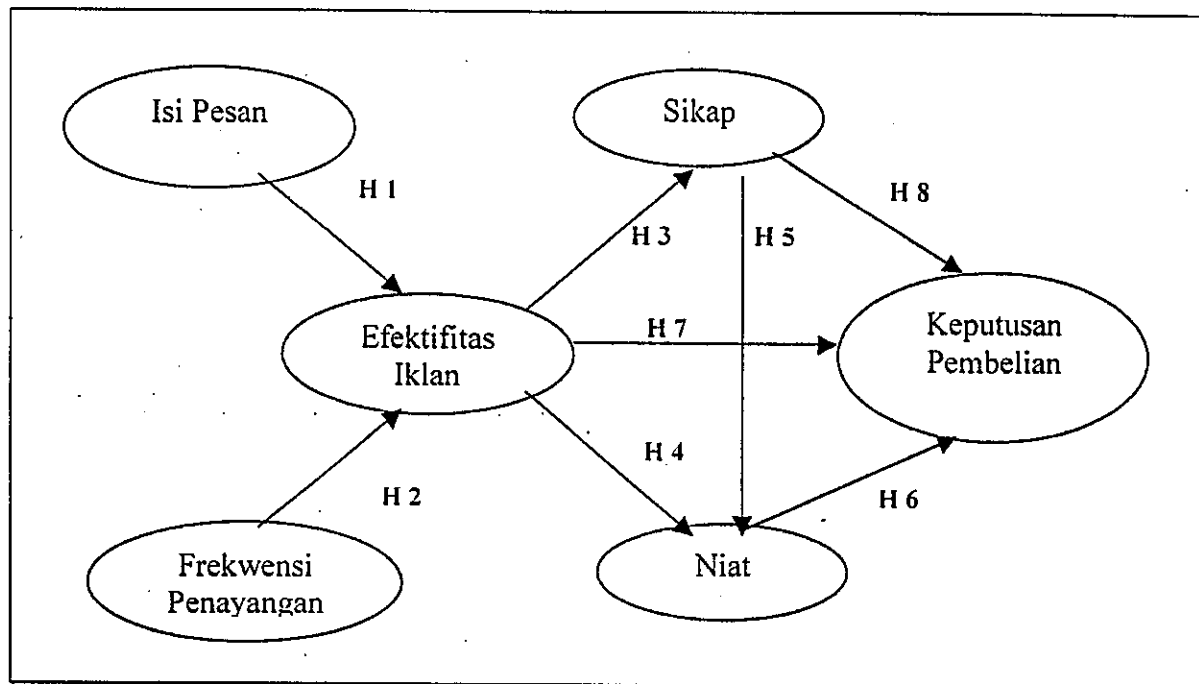 Isi Pesan
Sikap
H 1
H 8
H 3
H 5
Efektifitas
Iklan
H 7
Keputusan
Pembelian
H 4
H 2
H 6
Frekwensi
Penayangan
Niat